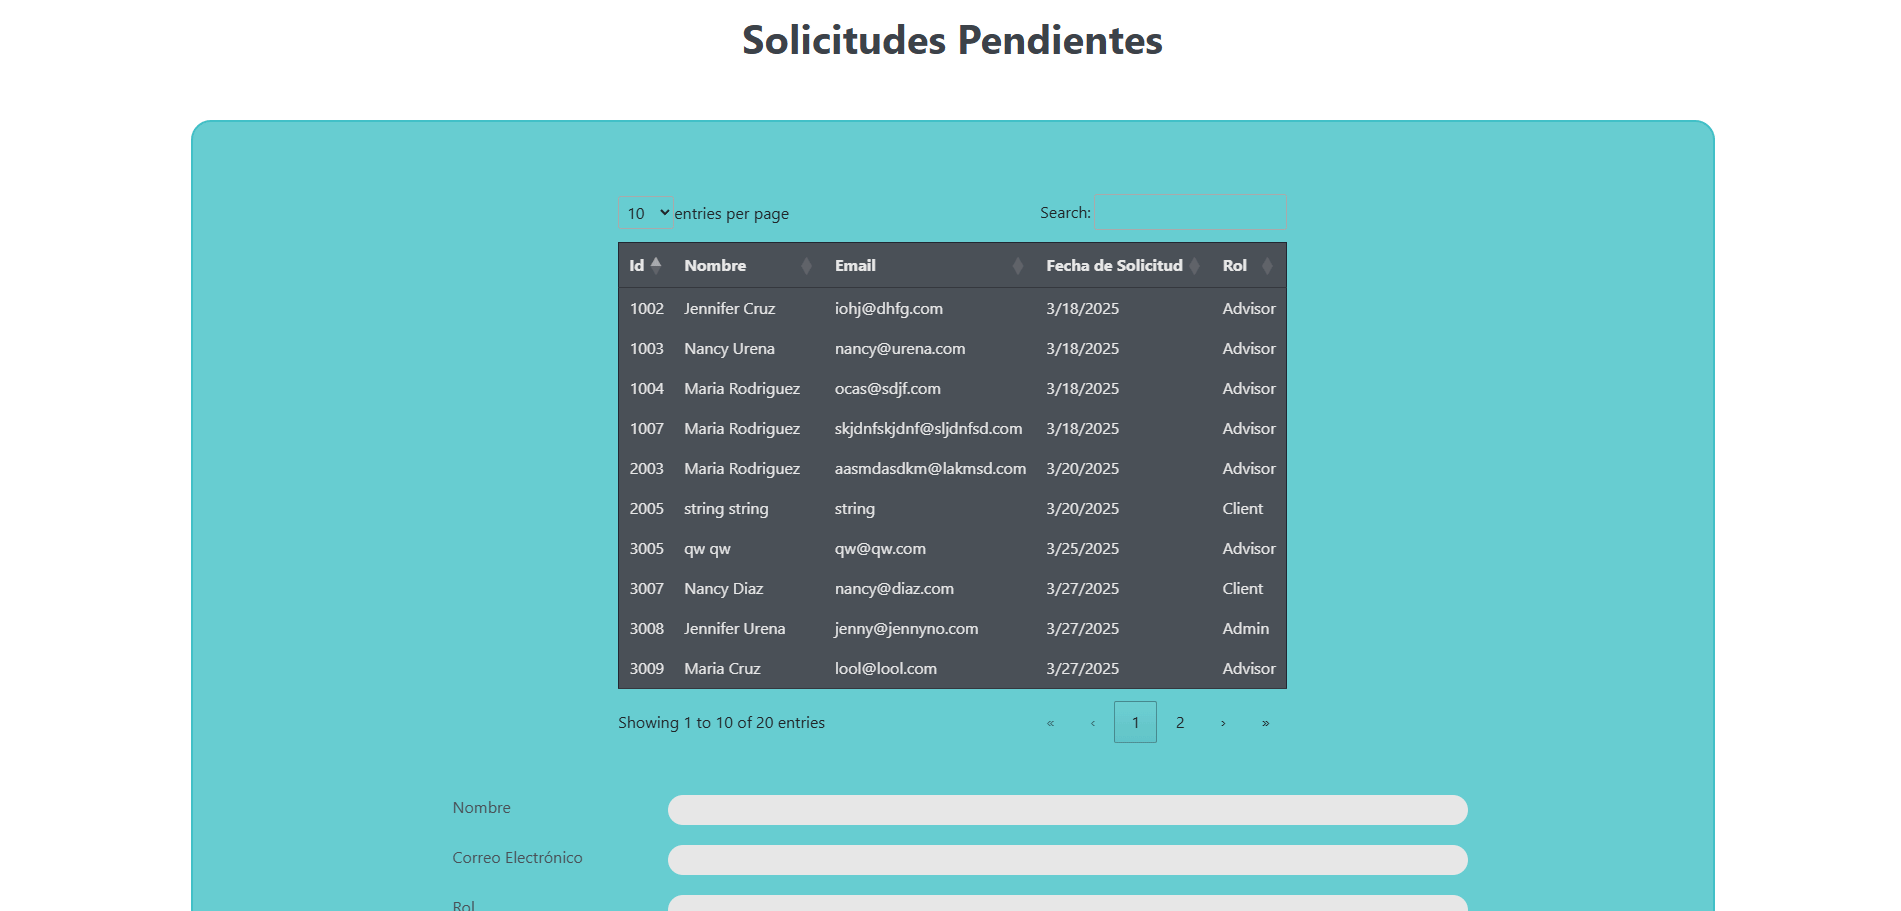 Solicitudes Pendientes
10 entries per page Search:
Id Nombre Email Fecha de Solicitud Rol
1002 Jennifer Cruz iohj@dhfg.com 3/18/2025 Advisor
1003 Nancy Urena nancy@urena.com 3/18/2025 Advisor
1004 Maria Rodriguez ocas@sdjf.com 3/18/2025 Advisor
1007 Maria Rodriguez skjdnfskjdnf@sljdnfsd.com 3/18/2025 Advisor
2003 Maria Rodriguez aasmdasdkm@lakmsd.com 3/20/2025 Advisor
2005 string string string 3/20/2025 Client
3005 qw qw qw@qw.com 3/25/2025 Advisor
3007 Nancy Diaz nancy@diaz.com 3/27/2025 Client
3008 Jennifer Urena jenny@jennyno.com 3/27/2025 Admin
3009 Maria Cruz lool@lool.com 3/27/2025 Advisor
Showing 1 to 10 of 20 entries « ‹ 1 2 › »
Nombre
Correo Electrónico
Rol